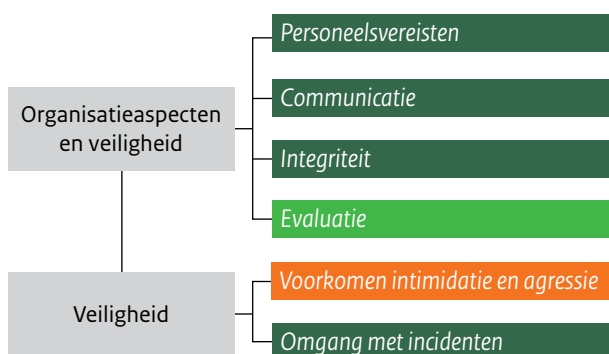 Personeelsvereisten
Communicatie
Organisatieaspecten
en veiligheid
Integriteit
Evaluatie
Voorkomen intimidatie en agressie
Veiligheid
Omgang met incidenten